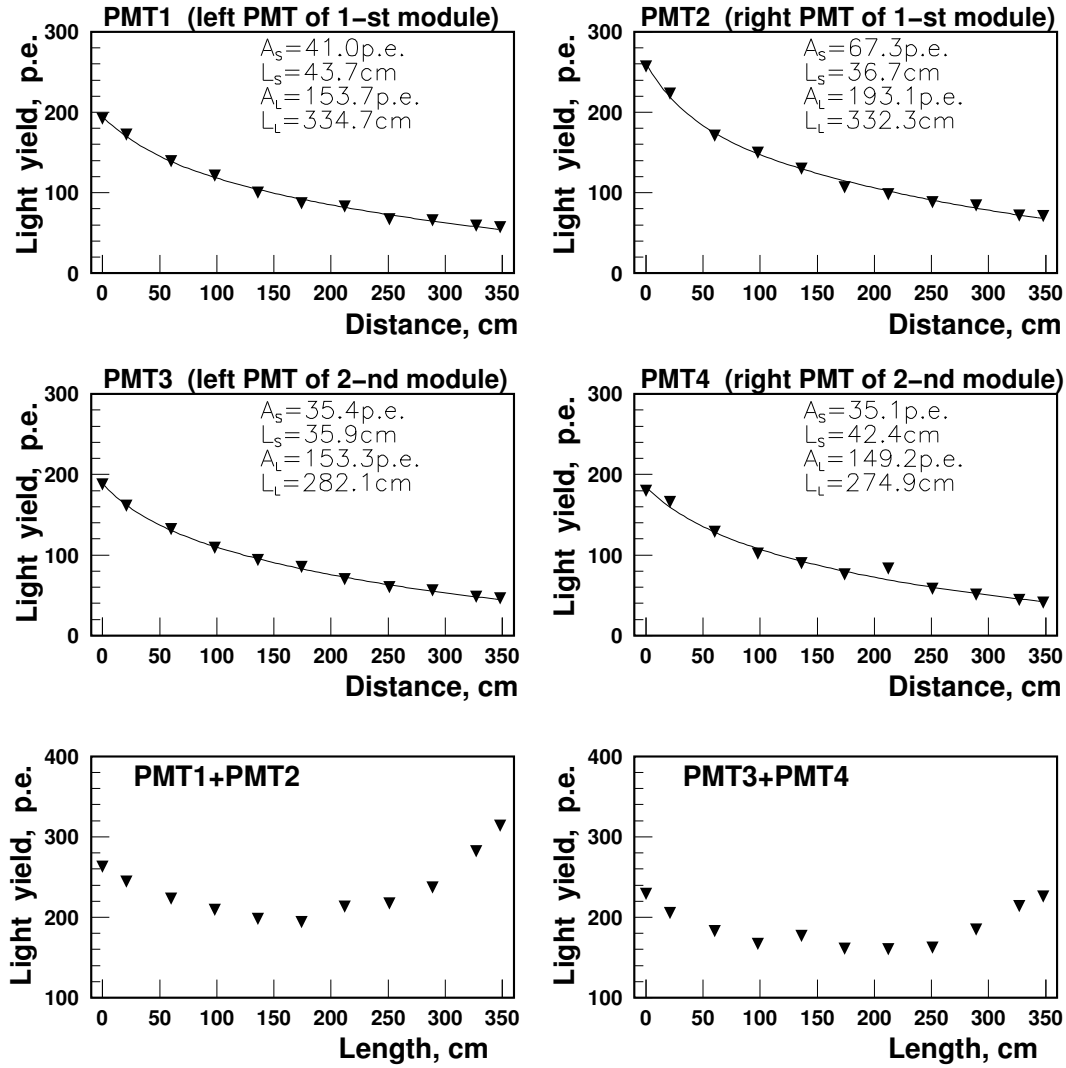 PMT1 (left PMT of 1-st module)
Light yield, p.e.
300
200
100
0
A_S=41.0p.e.
L_S=43.7cm
A_L=153.7p.e.
L_L=334.7cm
0 50 100 150 200 250 300 350
Distance, cm
PMT2 (right PMT of 1-st module)
Light yield, p.e.
300
200
100
0
A_S=67.3p.e.
L_S=36.7cm
A_L=193.1p.e.
L_L=332.3cm
0 50 100 150 200 250 300 350
Distance, cm
PMT3 (left PMT of 2-nd module)
Light yield, p.e.
300
200
100
0
A_S=35.4p.e.
L_S=35.9cm
A_L=153.3p.e.
L_L=282.1cm
0 50 100 150 200 250 300 350
Distance, cm
PMT4 (right PMT of 2-nd module)
Light yield, p.e.
300
200
100
0
A_S=35.1p.e.
L_S=42.4cm
A_L=149.2p.e.
L_L=274.9cm
0 50 100 150 200 250 300 350
Distance, cm
PMT1+PMT2
Light yield, p.e.
400
300
200
100
0 50 100 150 200 250 300 350
Length, cm
PMT3+PMT4
Light yield, p.e.
400
300
200
100
0 50 100 150 200 250 300 350
Length, cm